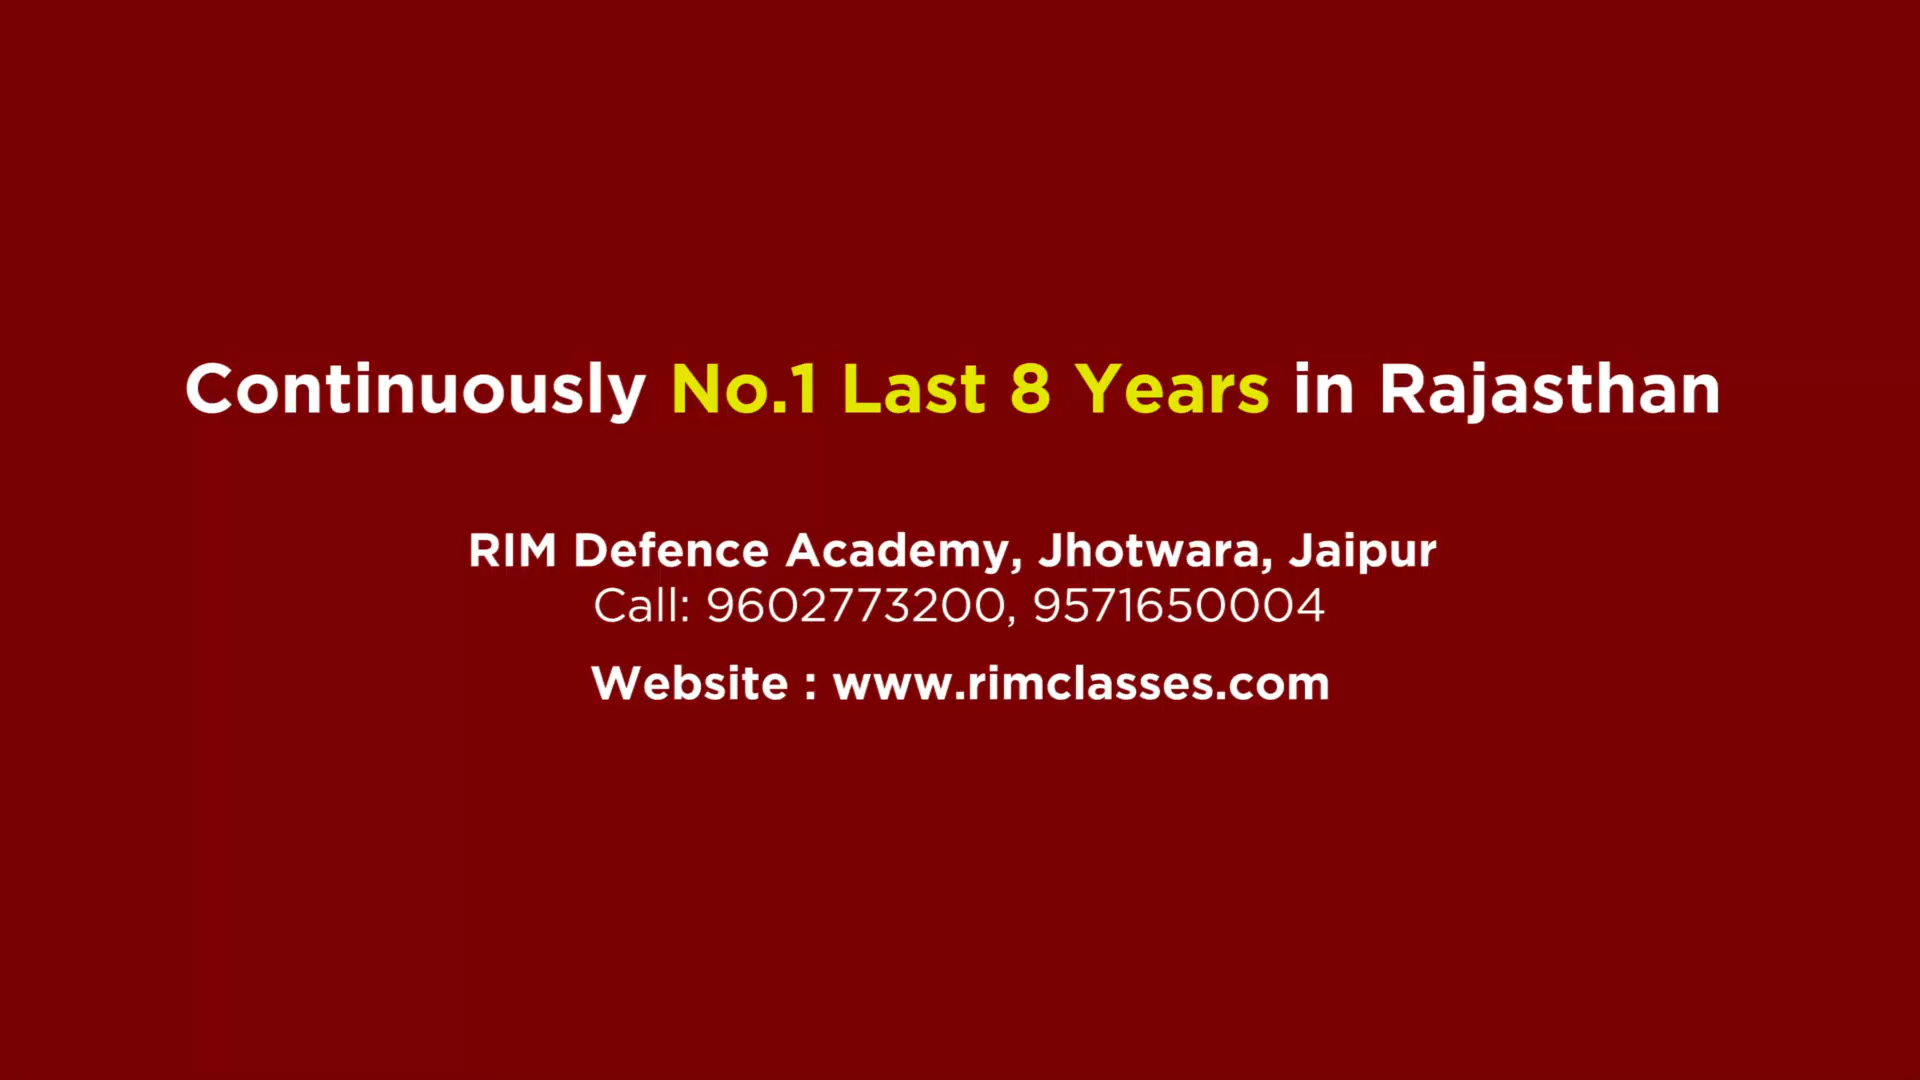 Continuously No.1 Last 8 Years in Rajasthan
RIM Defence Academy, Jhotwara, Jaipur
Call: 9602773200, 9571650004
Website : www.rimclasses.com